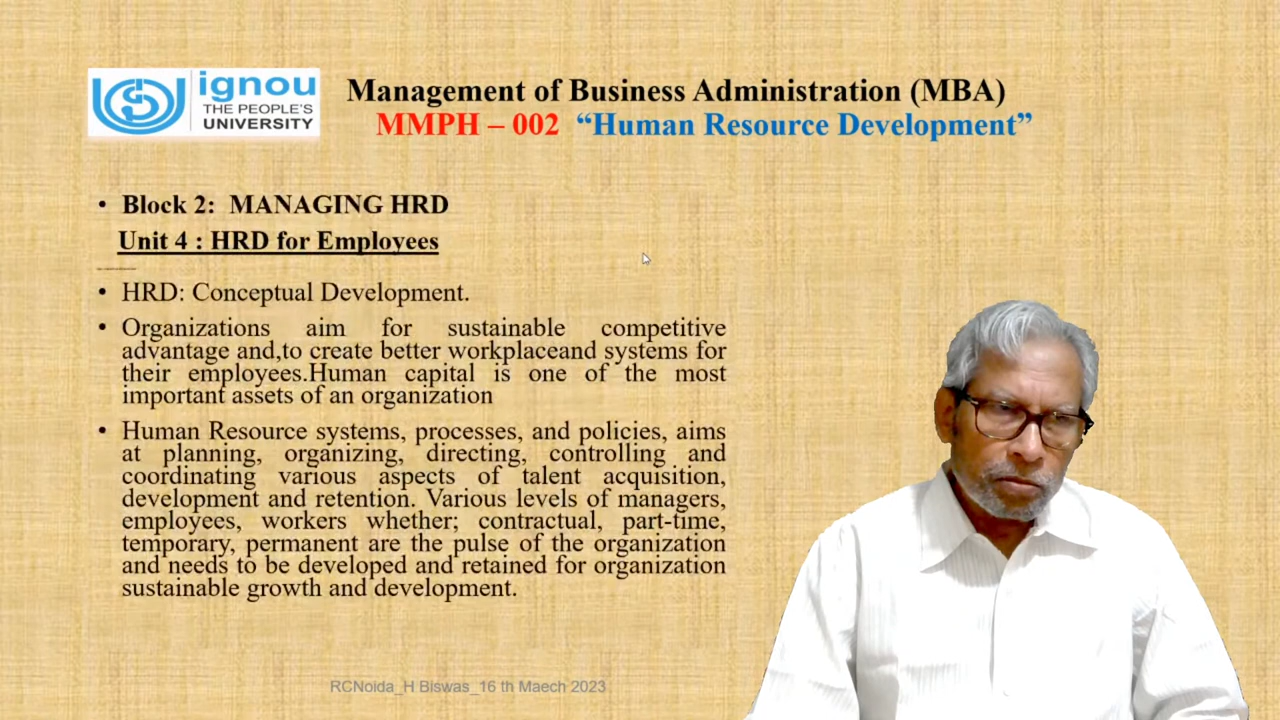 ignou
THE PEOPLE'S
UNIVERSITY
Management of Business Administration (MBA)
MMPH – 002 “Human Resource Development”
• Block 2: MANAGING HRD
Unit 4 : HRD for Employees
• HRD: Conceptual Development.
• Organizations aim for sustainable competitive
advantage and,to create better workplaceand systems for
their employees.Human capital is one of the most
important assets of an organization
• Human Resource systems, processes, and policies, aims
at planning, organizing, directing, controlling and
coordinating various aspects of talent acquisition,
development and retention. Various levels of managers,
employees, workers whether; contractual, part-time,
temporary, permanent are the pulse of the organization
and needs to be developed and retained for organization
sustainable growth and development.
RCNoida_H Biswas_16 th Maech 2023